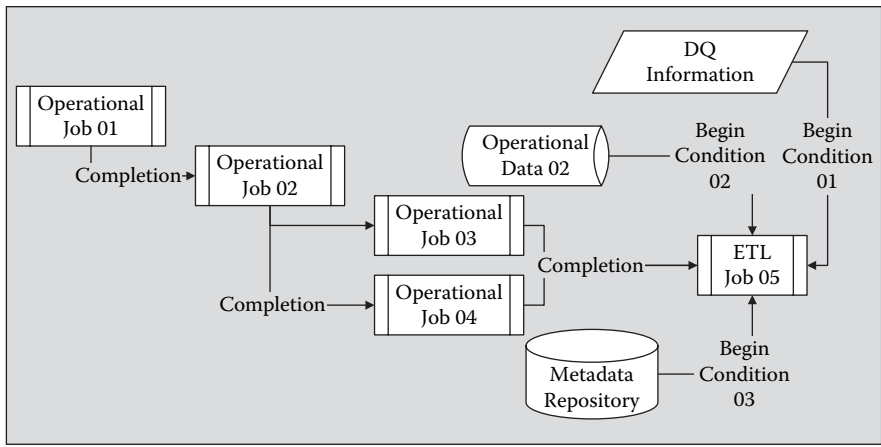 DQ
Information
Operational
Job 01
Completion
Operational
Job 02
Operational
Data 02
Begin
Condition
02
Begin
Condition
01
Operational
Job 03
Completion
ETL
Job 05
Completion
Operational
Job 04
Metadata
Repository
Begin
Condition
03